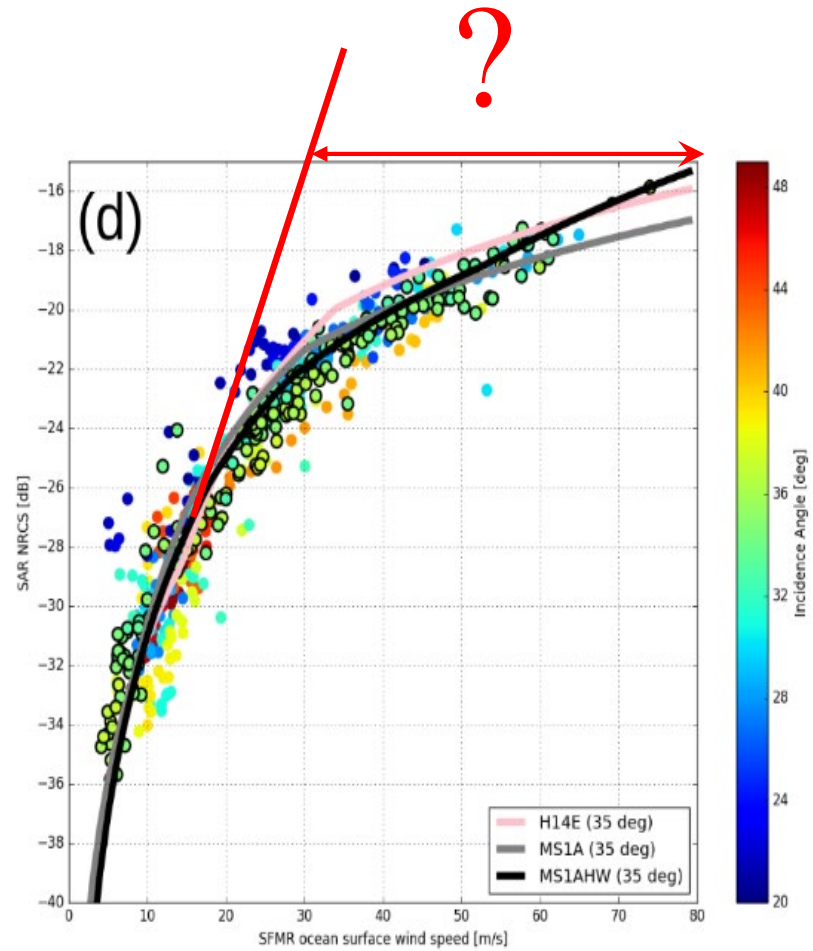 ?
(d)
−16
−18
−20
−22
−24
−26
−28
−30
−32
−34
−36
−38
−40
SAR NRCS [dB]
0 10 20 30 40 50 60 70 80
SFMR ocean surface wind speed [m/s]
H14E (35 deg)
MS1A (35 deg)
MS1AHW (35 deg)
48
44
40
36
32
28
24
20
Incidence Angle [deg]